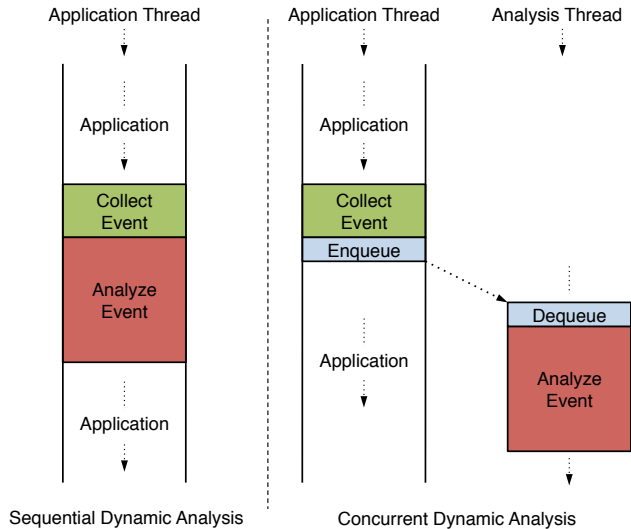 Application Thread
Application
Collect
Event
Analyze
Event
Application
Sequential Dynamic Analysis
Application Thread
Analysis Thread
Application
Collect
Event
Enqueue
Application
Dequeue
Analyze
Event
Concurrent Dynamic Analysis